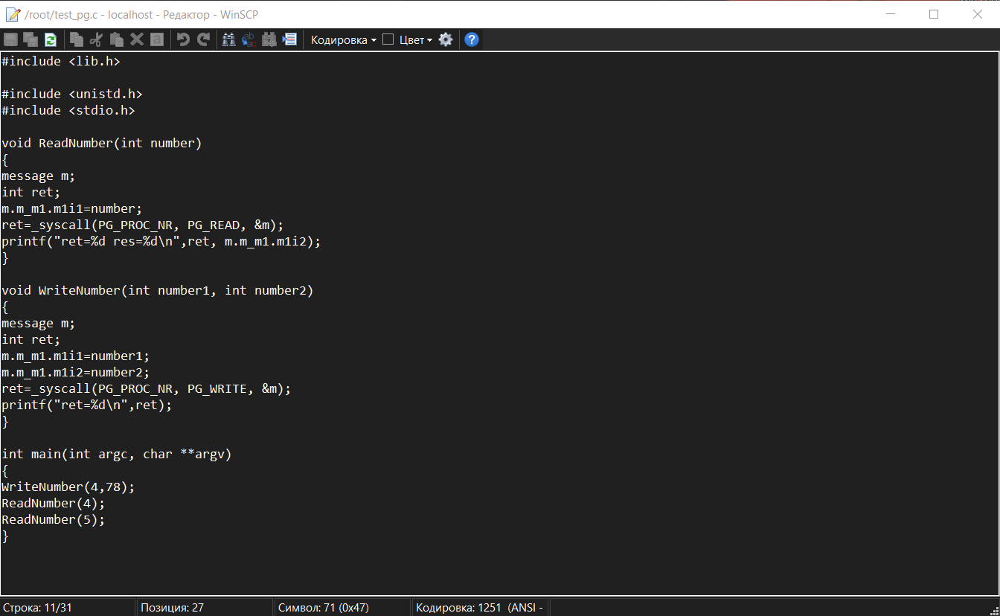 /root/test_pg.c - localhost - Редактор - WinSCP
Кодировка Цвет
#include <lib.h>
#include <unistd.h>
#include <stdio.h>
void ReadNumber(int number)
{
message m;
int ret;
m.m_m1.m1i1=number;
ret=_syscall(PG_PROC_NR, PG_READ, &m);
printf("ret=%d res=%d\n",ret, m.m_m1.m1i2);
}
void WriteNumber(int number1, int number2)
{
message m;
int ret;
m.m_m1.m1i1=number1;
m.m_m1.m1i2=number2;
ret=_syscall(PG_PROC_NR, PG_WRITE, &m);
printf("ret=%d\n",ret);
}
int main(int argc, char **argv)
{
WriteNumber(4,78);
ReadNumber(4);
ReadNumber(5);
}
Строка: 11/31 Позиция: 27 Символ: 71 (0x47) Кодировка: 1251 (ANSI -